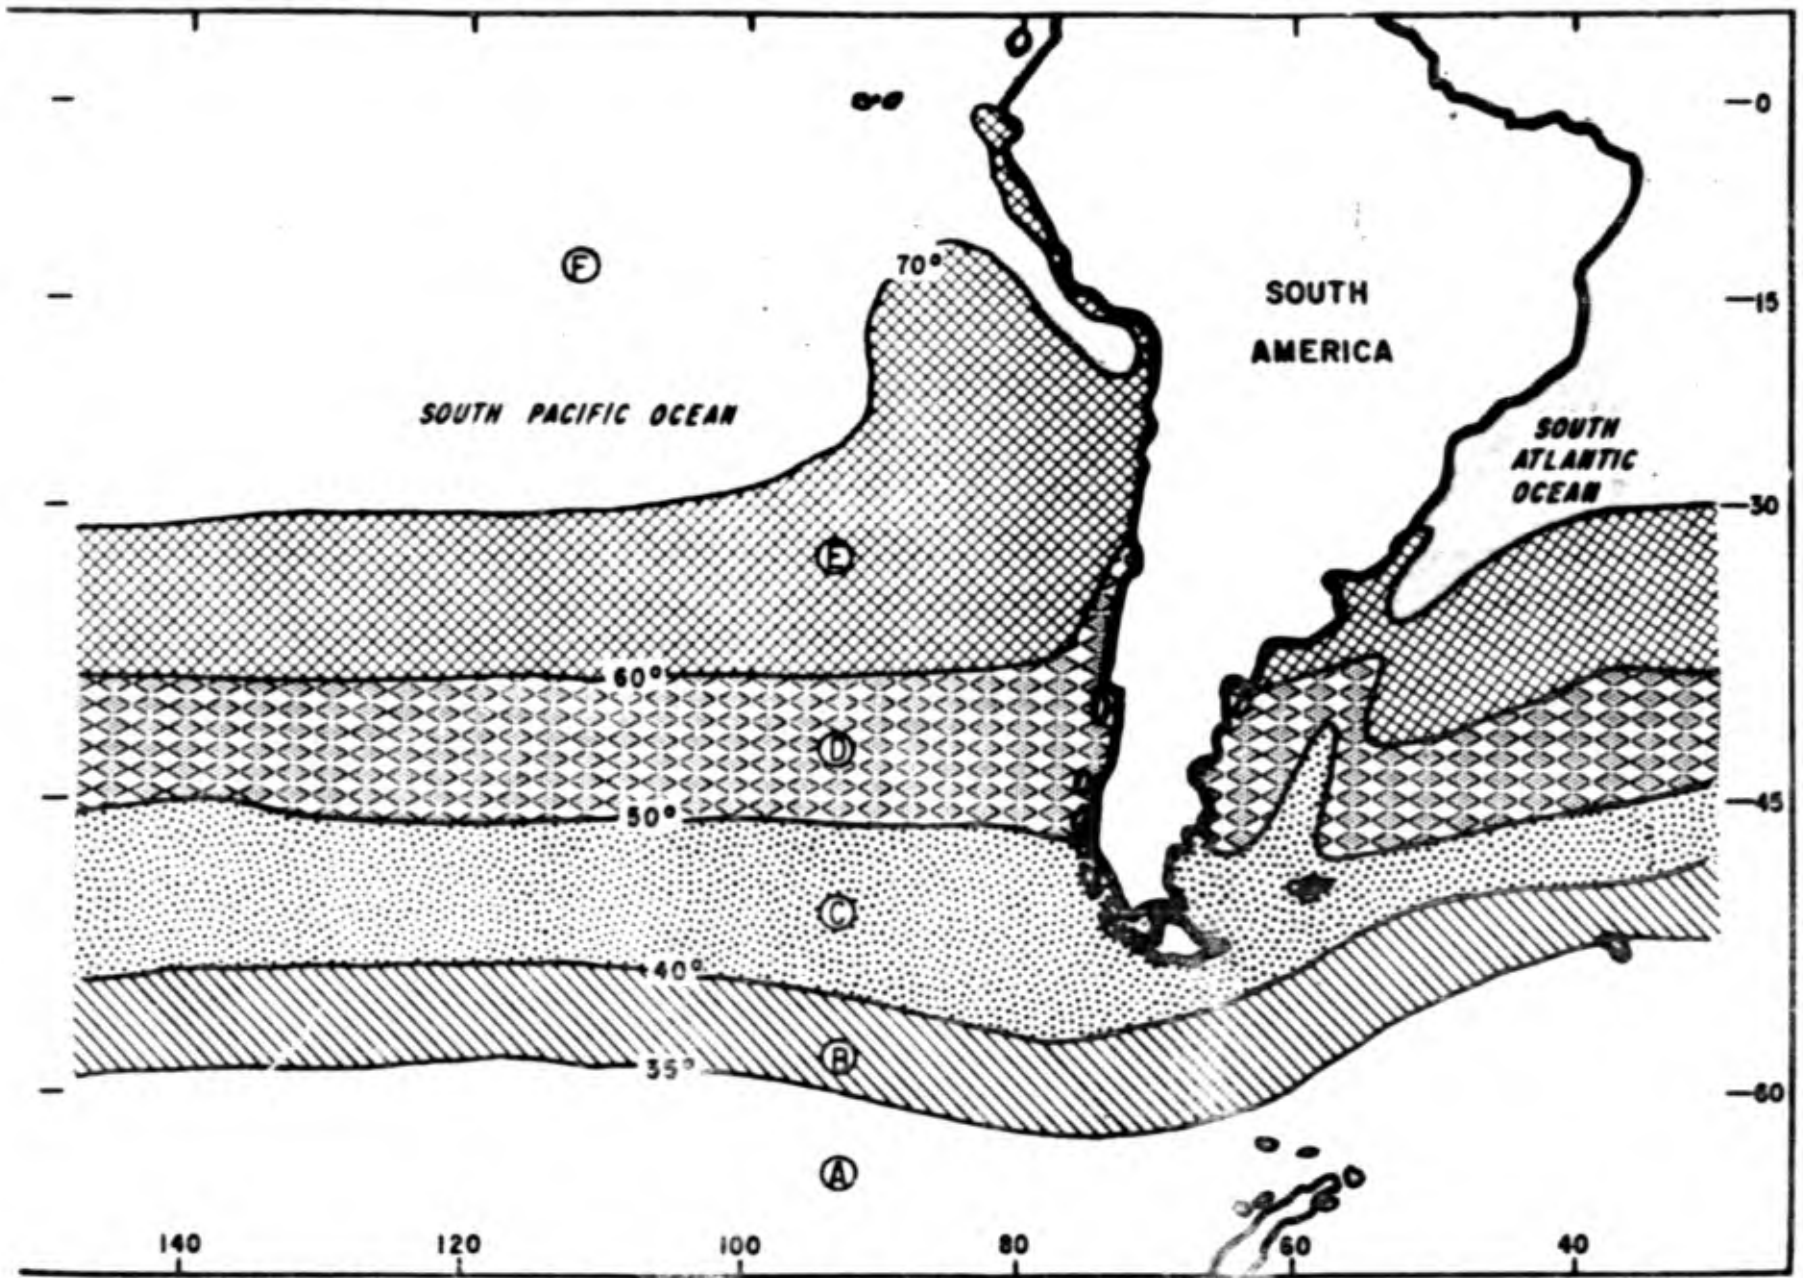 —0
F
70°
SOUTH
—15
AMERICA
SOUTH PACIFIC OCEAN
SOUTH
ATLANTIC
OCEAN
—30
E
60°
D
50°
—45
C
40°
B
35°
—60
A
140 120 100 80 60 40